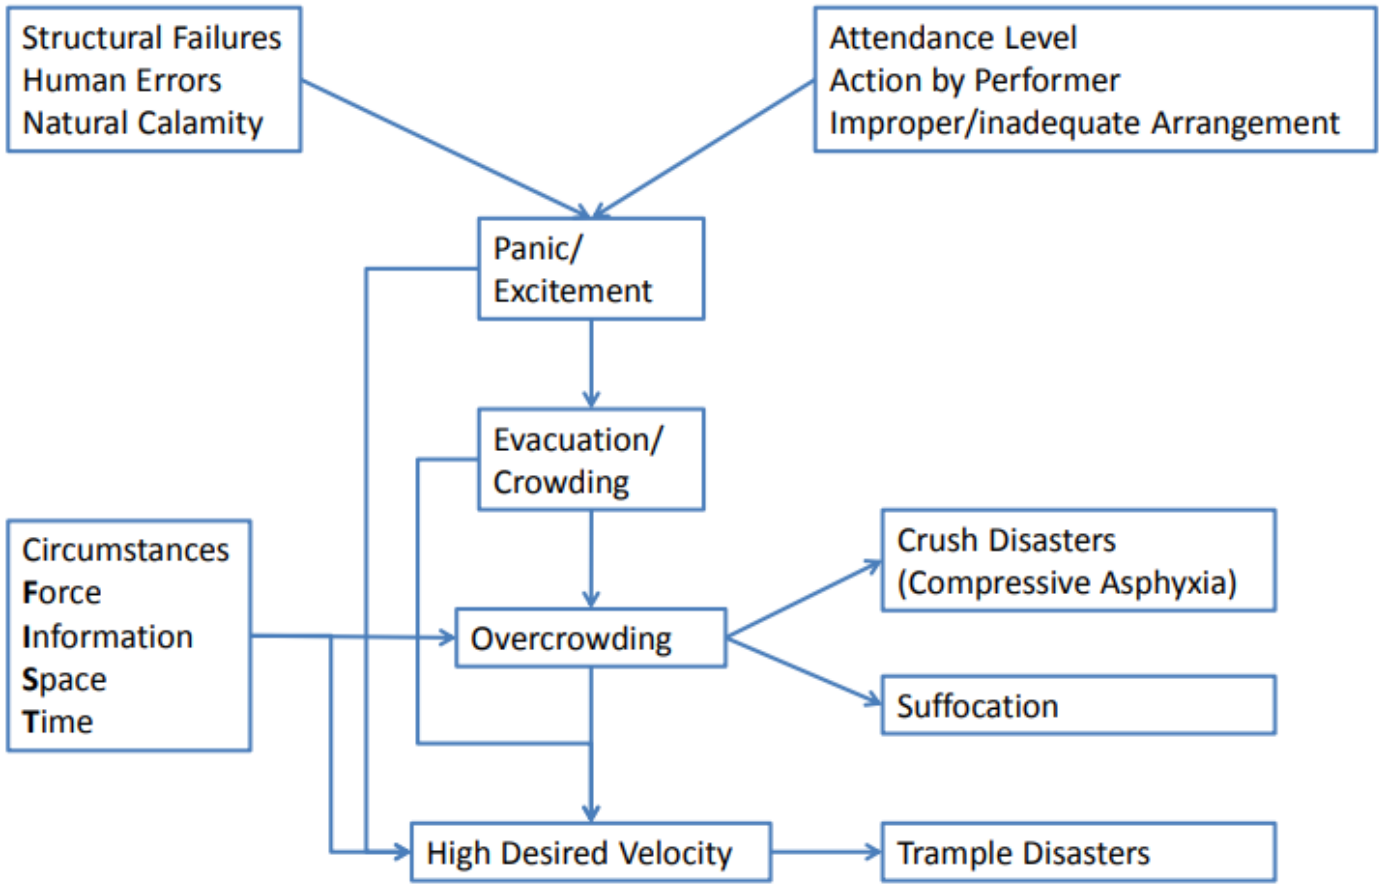 Structural Failures
Human Errors
Natural Calamity
Attendance Level
Action by Performer
Improper/inadequate Arrangement
Panic/
Excitement
Evacuation/
Crowding
Circumstances
Force
Information
Space
Time
Overcrowding
Crush Disasters
(Compressive Asphyxia)
Suffocation
High Desired Velocity
Trample Disasters